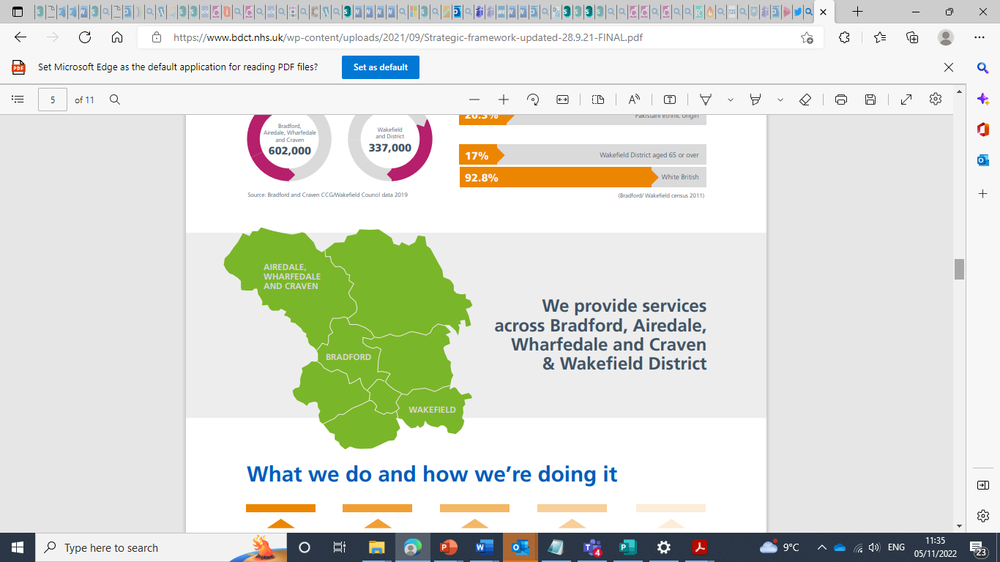 https://www.bdct.nhs.uk/wp-content/uploads/2021/09/Strategic-framework-updated-28.9.21-FINAL.pdf
Set Microsoft Edge as the default application for reading PDF files?
Set as default
5
of 11
Bradford,
Airedale, Wharfedale
and Craven
602,000
Wakefield
and District
337,000
20.3%
Pakistani ethnic origin
17%
Wakefield District aged 65 or over
92.8%
White British
Source: Bradford and Craven CCG/Wakefield Council data 2019
(Bradford/ Wakefield census 2011)
AIREDALE,
WHARFEDALE
AND CRAVEN
BRADFORD
WAKEFIELD
We provide services
across Bradford, Airedale,
Wharfedale and Craven
& Wakefield District
What we do and how we're doing it
Type here to search
9°C
ENG
11:35
05/11/2022
4
23